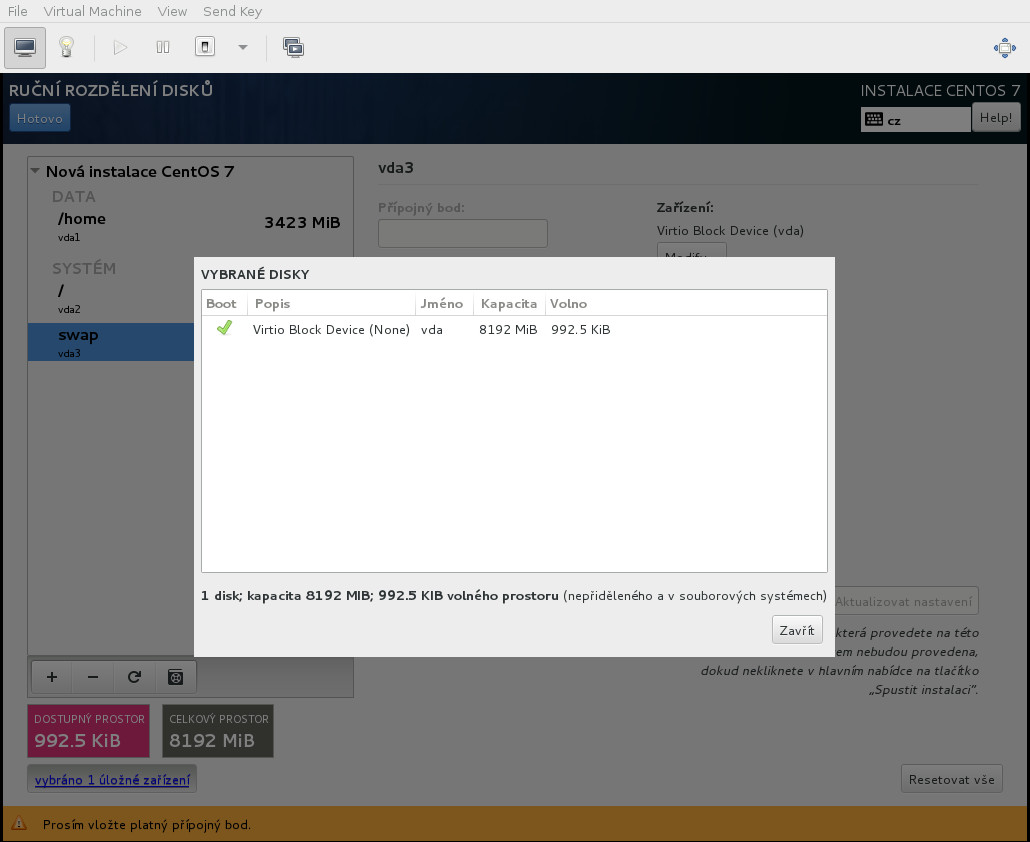 File Virtual Machine View Send Key
RUČNÍ ROZDĚLENÍ DISKŮ
INSTALACE CENTOS 7
Hotovo
cz
Help!
Nová instalace CentOS 7
DATA
/home
3423 MiB
vda1
SYSTÉM
/
vda2
swap
vda3
vda3
Přípojný bod:
Zařízení:
Virtio Block Device (vda)
Modify...
VYBRANÉ DISKY
Boot Popis Jméno Kapacita Volno
Virtio Block Device (None) vda 8192 MiB 992.5 KiB
1 disk; kapacita 8192 MIB; 992.5 KIB volného prostoru (nepřiděleného a v souborových systémech)
Zavřít
Aktualizovat nastavení
která provedete na této
em nebudou provedena,
dokud nekliknete v hlavním nabídce na tlačítko
„Spustit instalaci”.
DOSTUPNÝ PROSTOR
992.5 KiB
CELKOVÝ PROSTOR
8192 MiB
vybráno 1 úložné zařízení
Resetovat vše
Prosím vložte platný přípojný bod.